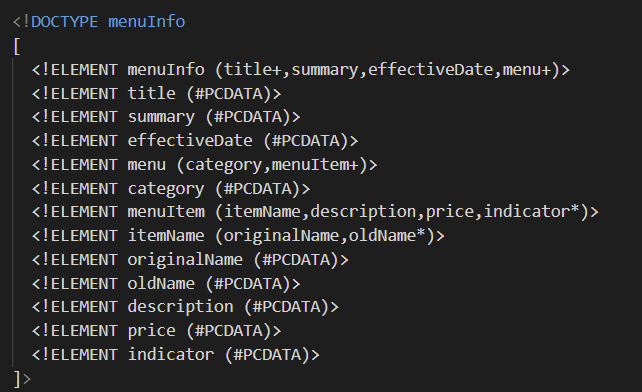 <!DOCTYPE menuInfo
[
<!ELEMENT menuInfo (title+,summary,effectiveDate,menu+)>
<!ELEMENT title (#PCDATA)>
<!ELEMENT summary (#PCDATA)>
<!ELEMENT effectiveDate (#PCDATA)>
<!ELEMENT menu (category,menuItem+)>
<!ELEMENT category (#PCDATA)>
<!ELEMENT menuItem (itemName,description,price,indicator*)>
<!ELEMENT itemName (originalName,oldName*)>
<!ELEMENT originalName (#PCDATA)>
<!ELEMENT oldName (#PCDATA)>
<!ELEMENT description (#PCDATA)>
<!ELEMENT price (#PCDATA)>
<!ELEMENT indicator (#PCDATA)>
]>